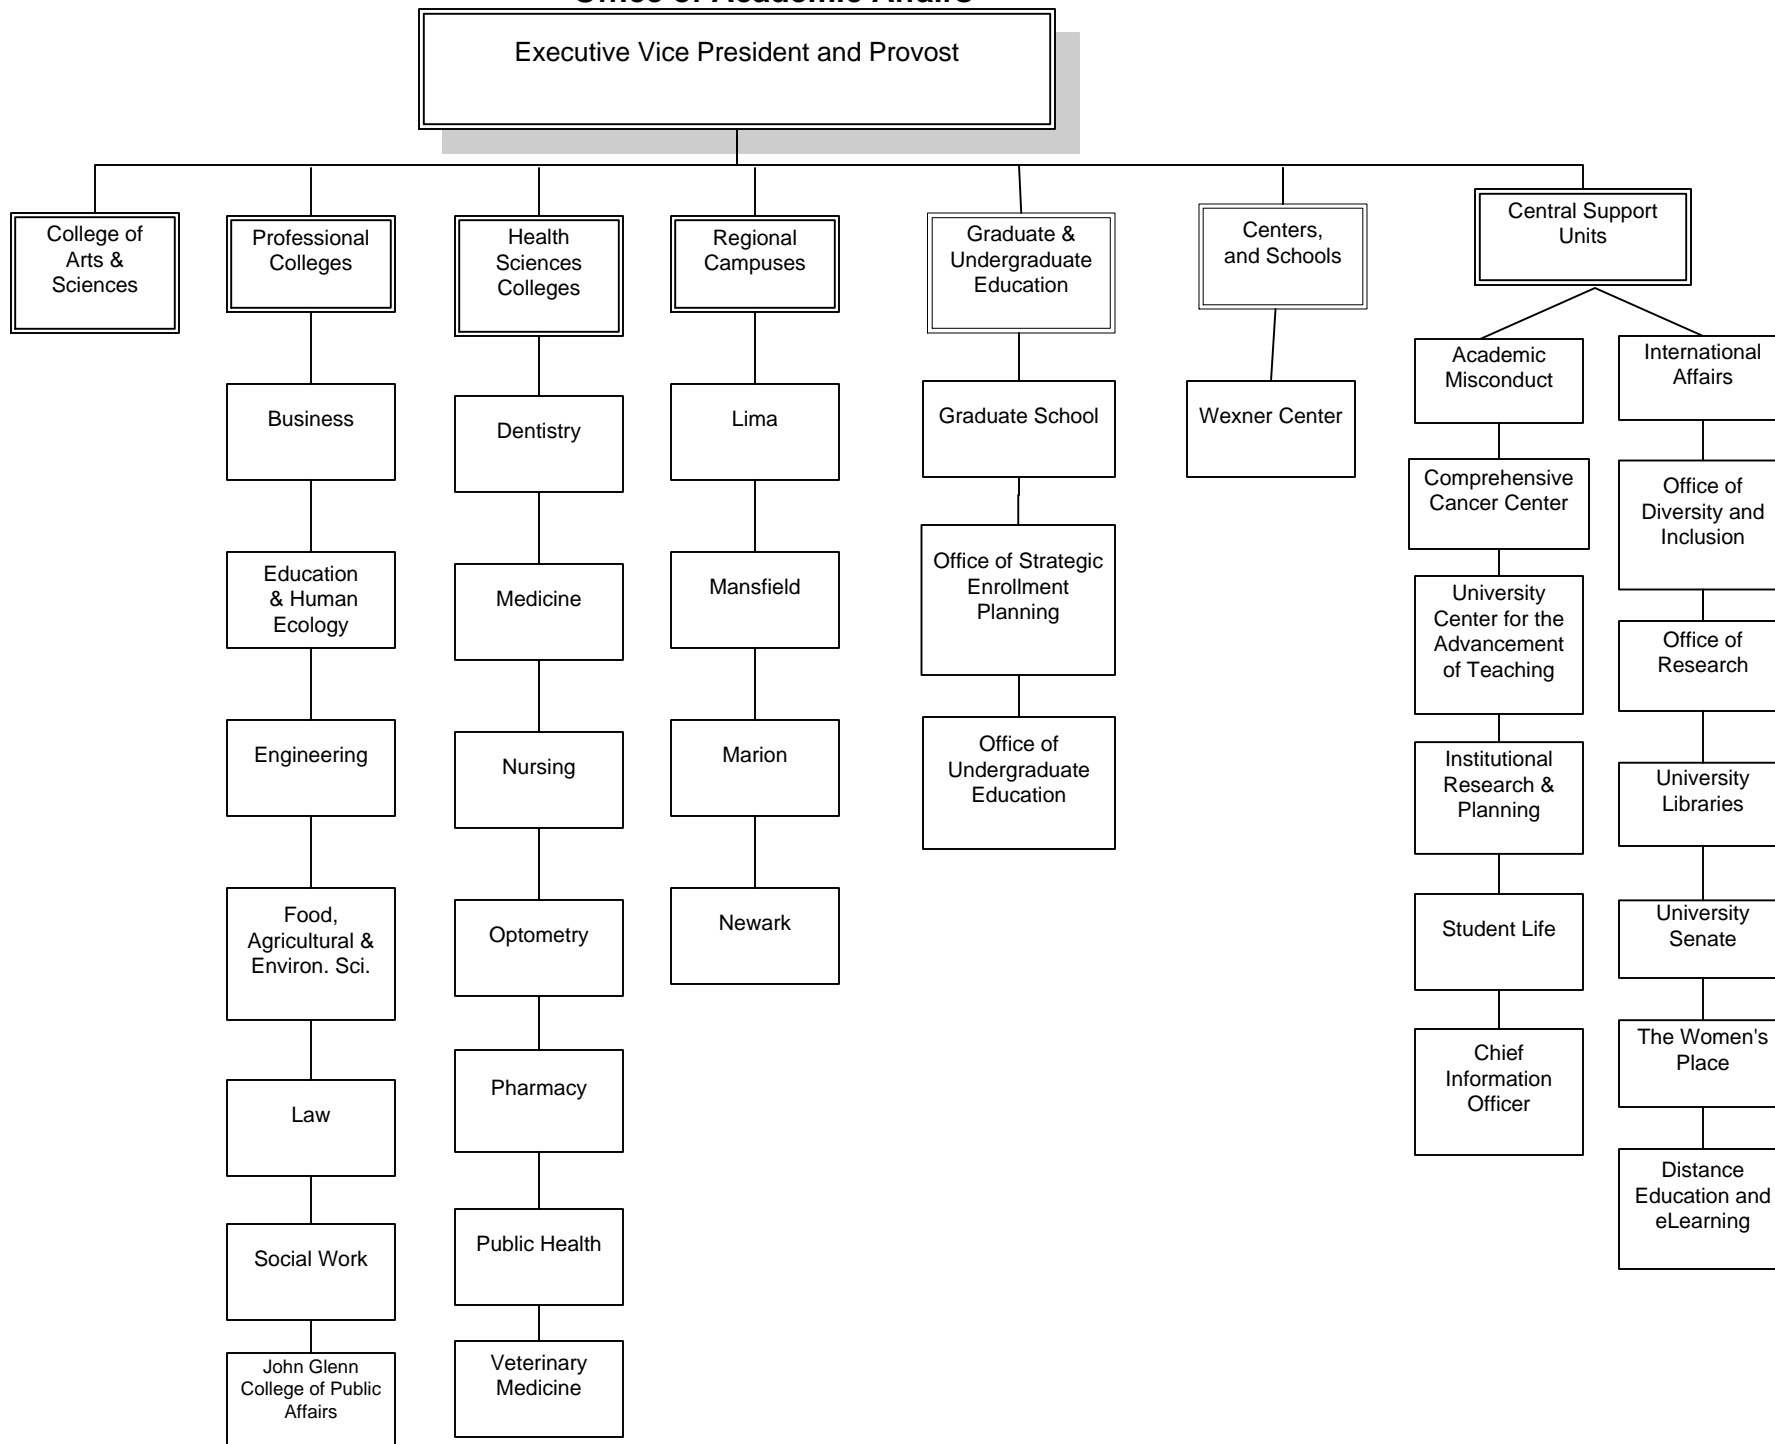 Office of Academic Affairs
Executive Vice President and Provost
College of
Arts &
Sciences
Professional
Colleges
Health
Sciences
Colleges
Regional
Campuses
Graduate &
Undergraduate
Education
Centers,
and Schools
Central Support
Units
Business
Education
& Human
Ecology
Engineering
Food,
Agricultural &
Environ. Sci.
Law
Social Work
John Glenn
College of Public
Affairs
Dentistry
Medicine
Nursing
Optometry
Pharmacy
Public Health
Veterinary
Medicine
Lima
Mansfield
Marion
Newark
Graduate School
Office of Strategic
Enrollment
Planning
Office of
Undergraduate
Education
Wexner Center
Academic
Misconduct
Comprehensive
Cancer Center
University
Center for the
Advancement
of Teaching
Institutional
Research &
Planning
Student Life
Chief
Information
Officer
International
Affairs
Office of
Diversity and
Inclusion
Office of
Research
University
Libraries
University
Senate
The Women's
Place
Distance
Education and
eLearning